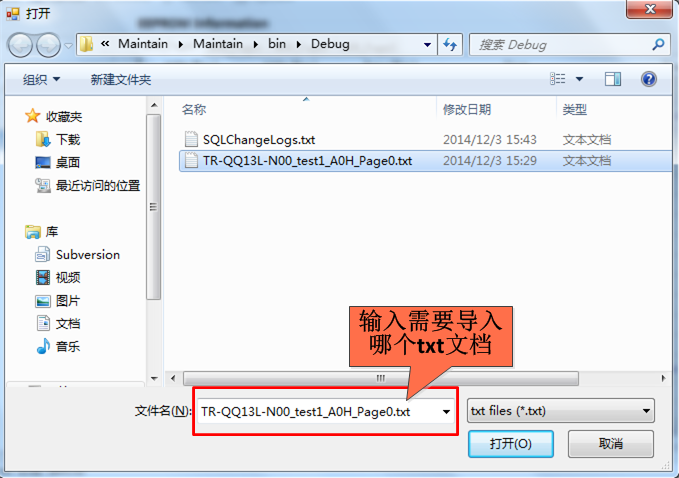 打开
« Maintain ▸ Maintain ▸ bin ▸ Debug
搜索 Debug
组织
新建文件夹
收藏夹
下载
桌面
最近访问的位置
库
Subversion
视频
图片
文档
音乐
名称
修改日期
类型
SQLChangeLogs.txt
2014/12/3 15:43
文本文档
TR-QQ13L-N00_test1_A0H_Page0.txt
2014/12/3 15:29
文本文档
输入需要导入
哪个txt文档
文件名(N):
TR-QQ13L-N00_test1_A0H_Page0.txt
txt files (*.txt)
打开(O)
取消